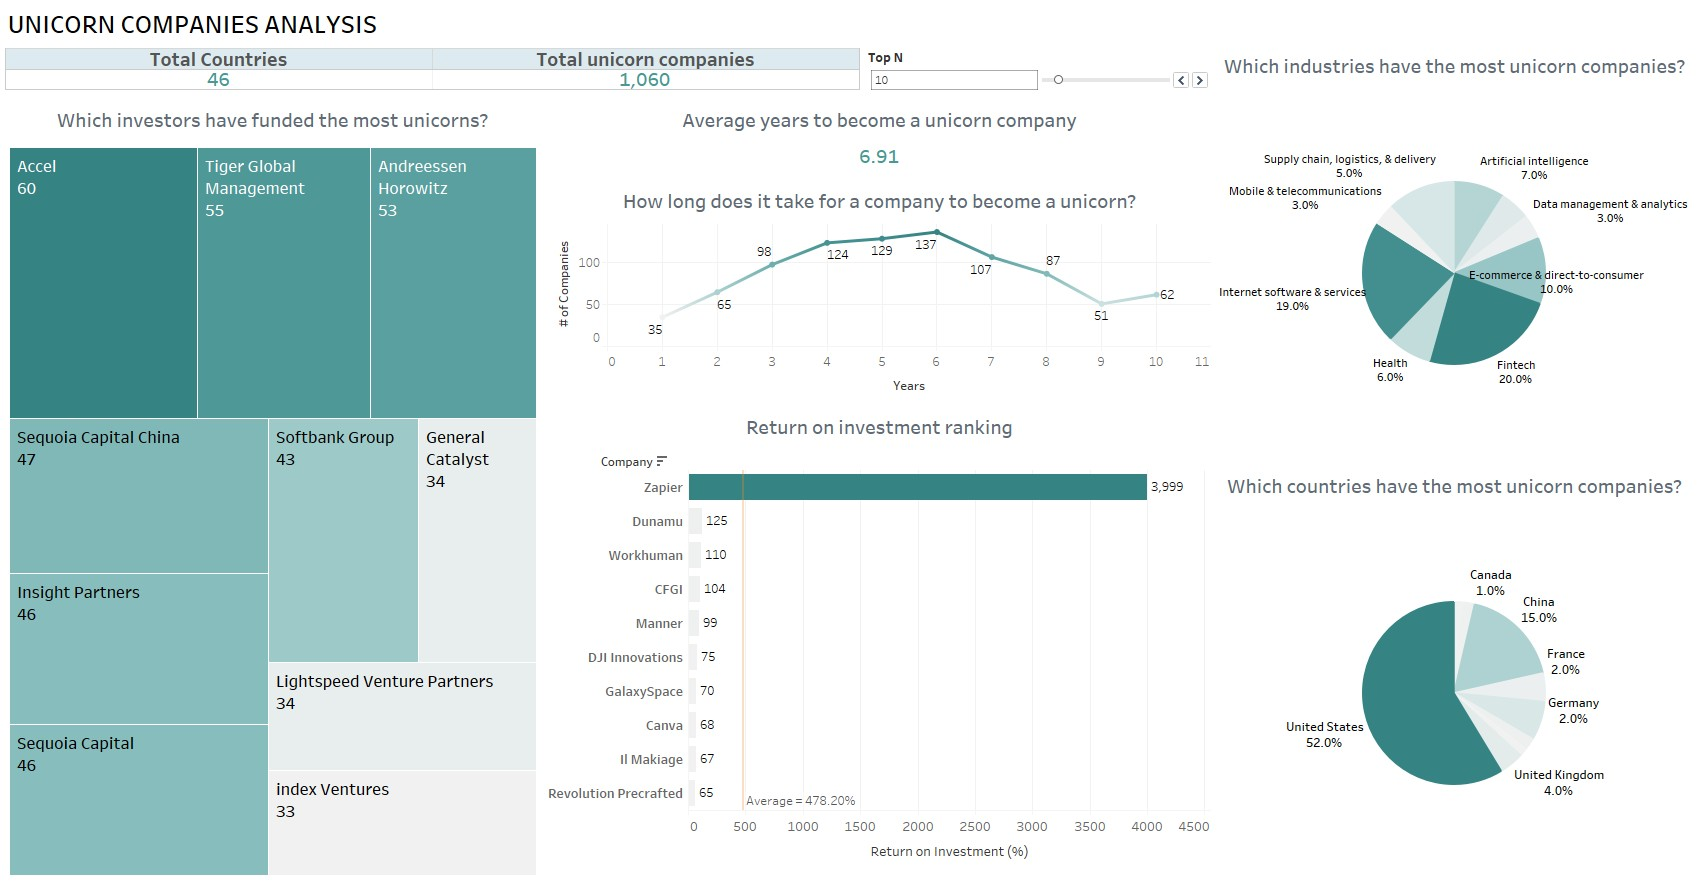 UNICORN COMPANIES ANALYSIS
Total Countries
Total unicorn companies
46
1,060
Top N
10
Which investors have funded the most unicorns?
Accel
60
Tiger Global
Management
55
Andreessen
Horowitz
53
Sequoia Capital China
47
Softbank Group
43
General
Catalyst
34
Insight Partners
46
Lightspeed Venture Partners
34
Sequoia Capital
46
index Ventures
33
Average years to become a unicorn company
6.91
How long does it take for a company to become a unicorn?
# of Companies
100
50
0
35
65
98
124
129
137
107
87
51
62
0
1
2
3
4
5
6
7
8
9
10
11
Years
Return on investment ranking
Company
Zapier
3,999
Dunamu
125
Workhuman
110
CFGI
104
Manner
99
DJI Innovations
75
GalaxySpace
70
Canva
68
Il Makiage
67
Revolution Precrafted
65
Average = 478.20%
0
500
1000
1500
2000
2500
3000
3500
4000
4500
Return on Investment (%)
Which industries have the most unicorn companies?
Supply chain, logistics, & delivery
5.0%
Artificial intelligence
7.0%
Mobile & telecommunications
3.0%
Data management & analytics
3.0%
E-commerce & direct-to-consumer
10.0%
Internet software & services
19.0%
Health
6.0%
Fintech
20.0%
Which countries have the most unicorn companies?
Canada
1.0%
China
15.0%
France
2.0%
Germany
2.0%
United States
52.0%
United Kingdom
4.0%